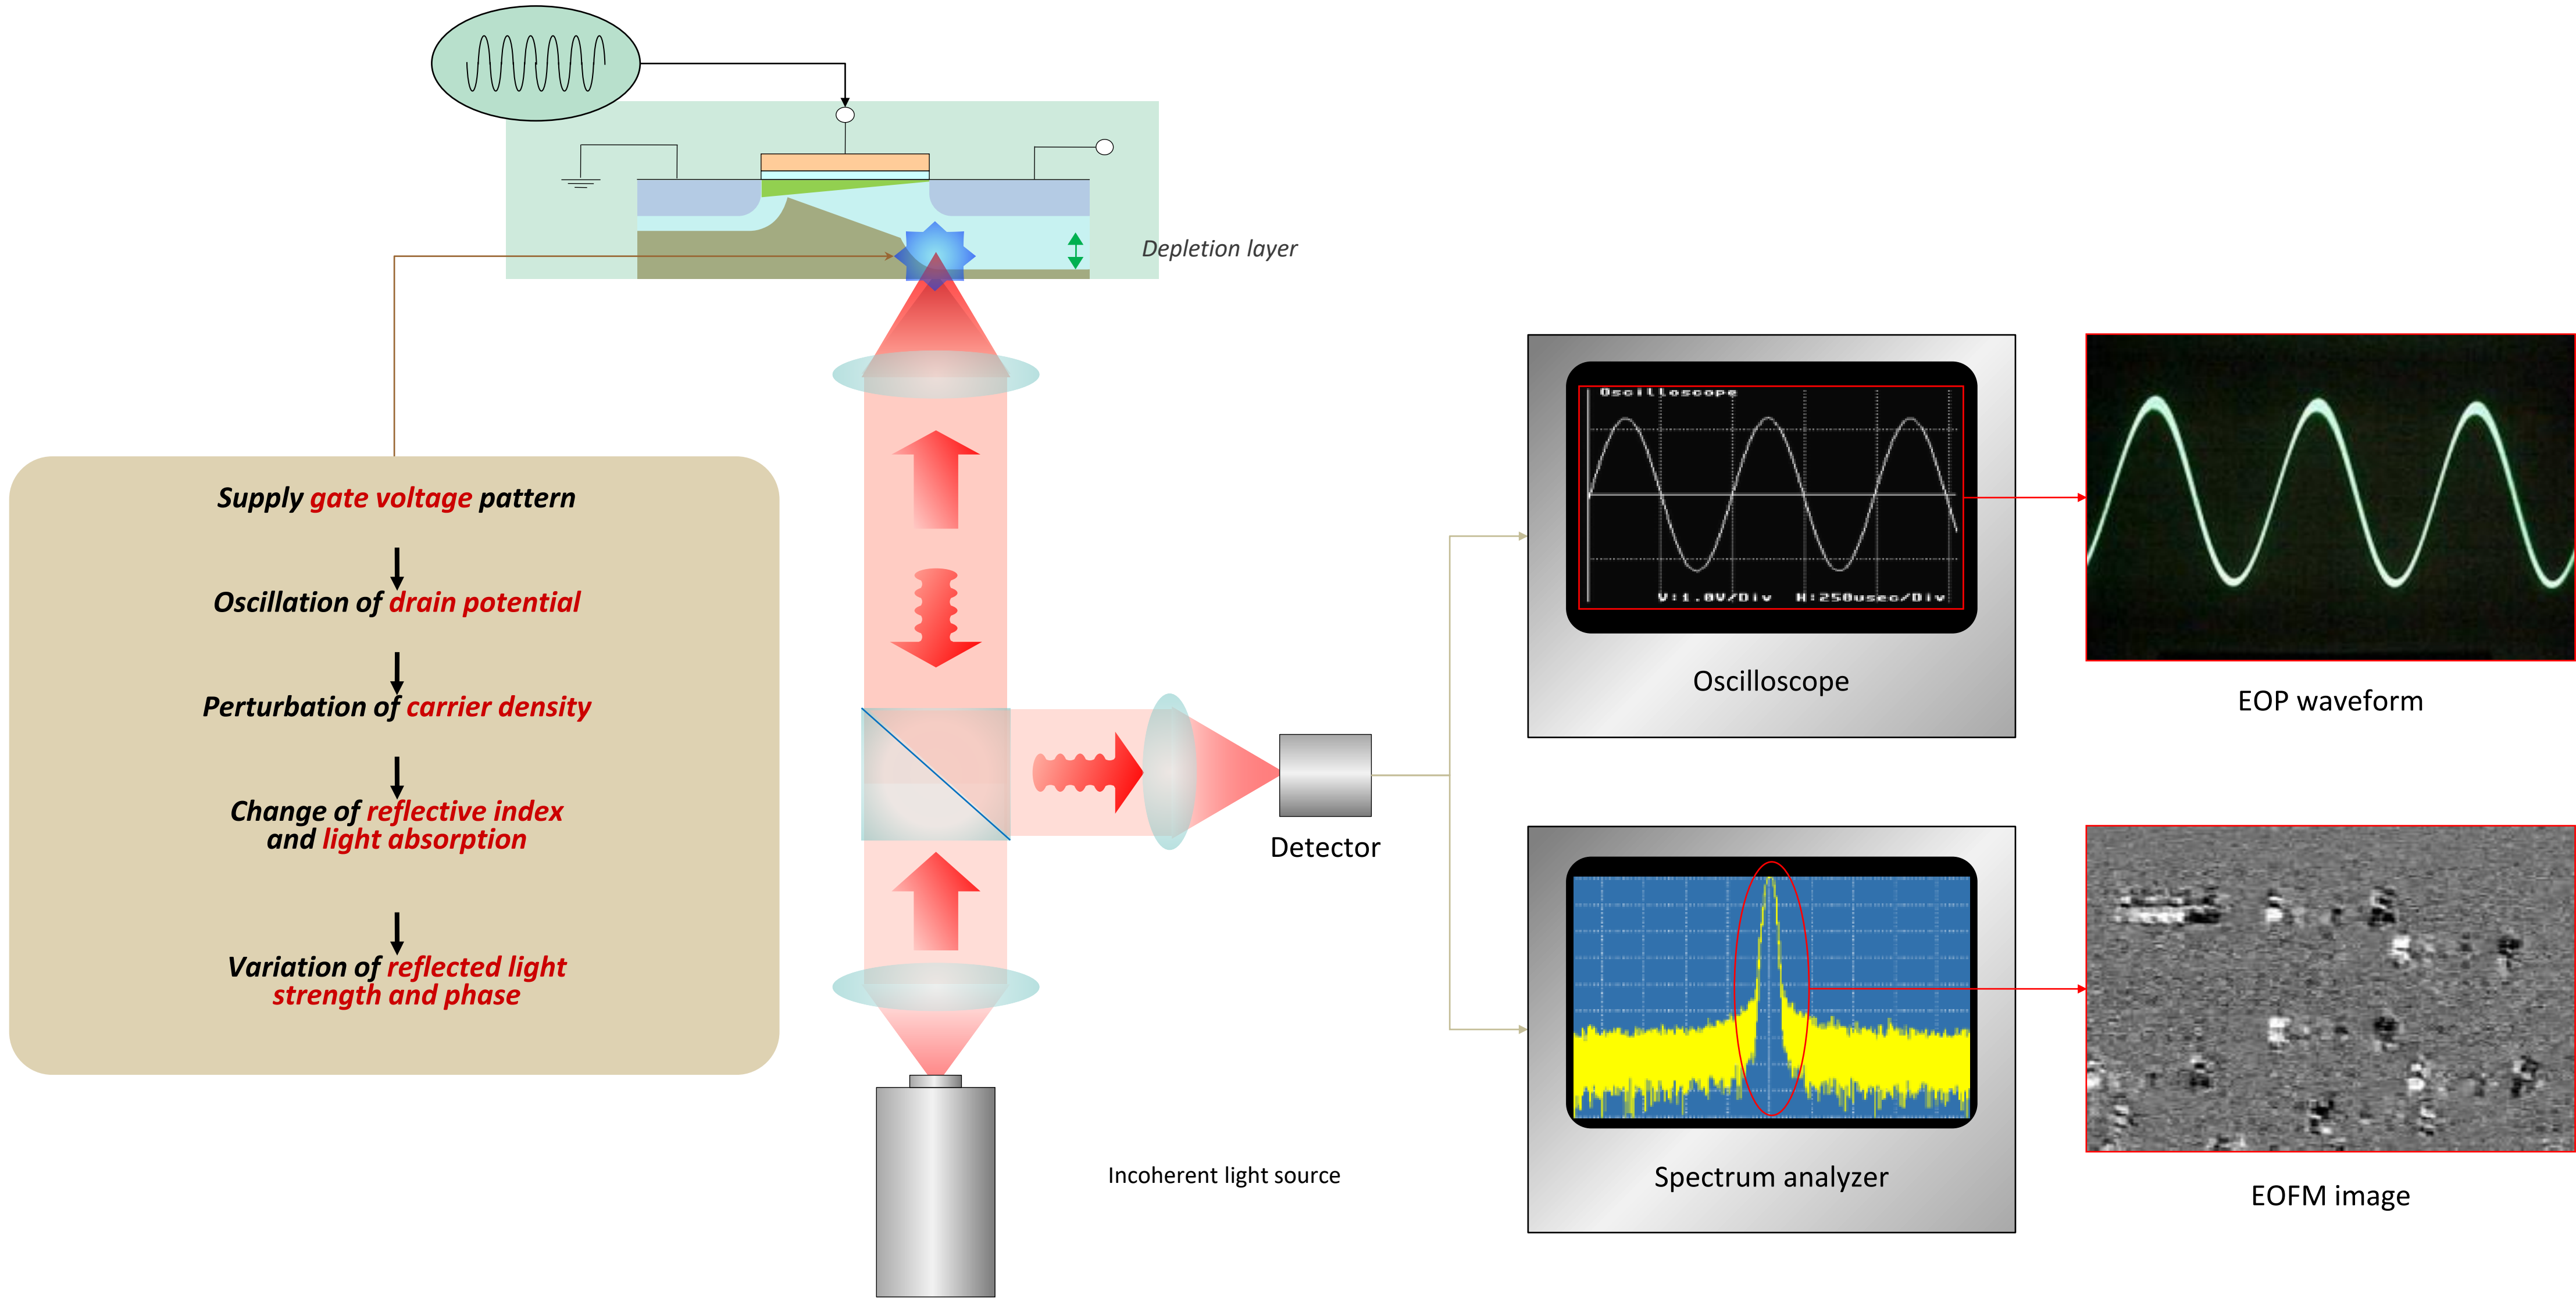 Depletion layer
Supply gate voltage pattern
Oscillation of drain potential
Perturbation of carrier density
Change of reflective index
and light absorption
Variation of reflected light
strength and phase
Detector
Incoherent light source
Oscilloscope
V:1.0V/Div H:250usec/Div
Oscilloscope
EOP waveform
Spectrum analyzer
EOFM image